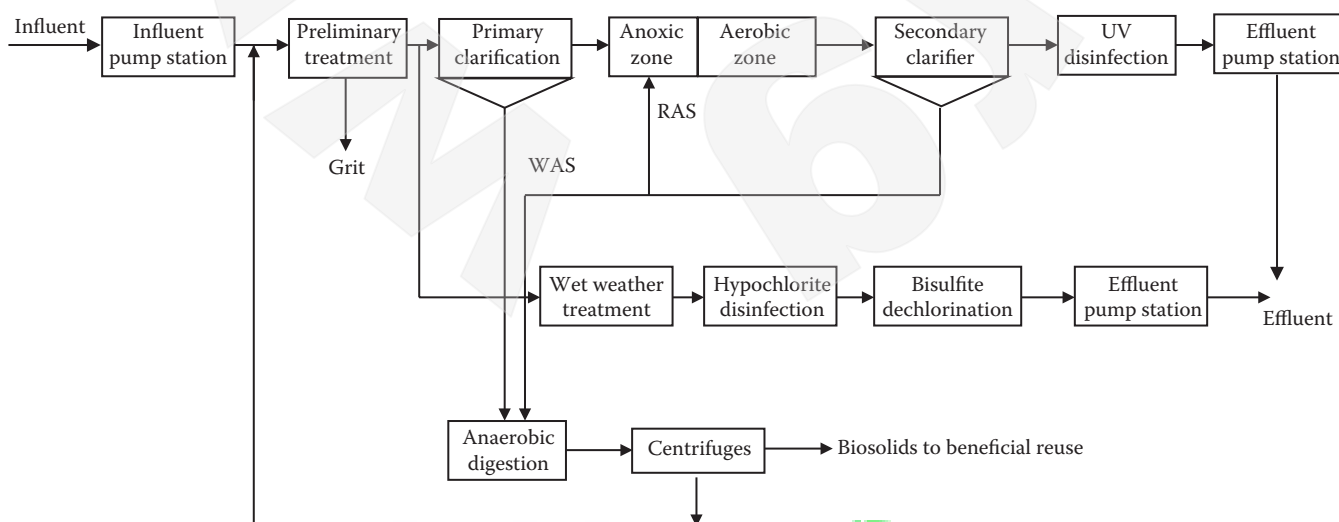 Influent
Influent
pump station
Preliminary
treatment
Primary
clarification
Anoxic
zone
Aerobic
zone
Secondary
clarifier
UV
disinfection
Effluent
pump station
Grit
WAS
RAS
Wet weather
treatment
Hypochlorite
disinfection
Bisulfite
dechlorination
Effluent
pump station
Effluent
Anaerobic
digestion
Centrifuges
Biosolids to beneficial reuse